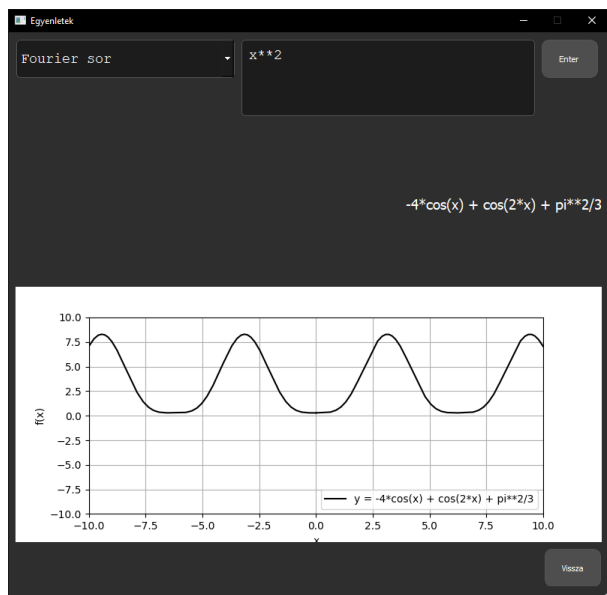 Egyenletek
Fourier sor
x**2
Enter
-4*cos(x) + cos(2*x) + pi**2/3
10.0
7.5
5.0
2.5
0.0
−2.5
−5.0
−7.5
−10.0
f(x)
y = -4*cos(x) + cos(2*x) + pi**2/3
−10.0 −7.5 −5.0 −2.5 0.0 2.5 5.0 7.5 10.0
x
Vissza